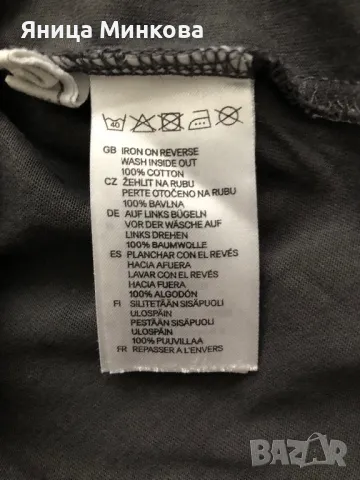 Яница Минкова
40
GB IRON ON REVERSE
WASH INSIDE OUT
100% COTTON
CZ ŽEHLIT NA RUBU
PERTE OTOČENO NA RUBU
100% BAVLNA
DE AUF LINKS BÜGELN
VOR DER WÄSCHE AUF
LINKS DREHEN
100% BAUMWOLLE
ES PLANCHAR CON EL REVÉS
HACIA AFUERA
LAVAR CON EL REVÉS
HACIA FUERA
100% ALGODÓN
FI SILITETÄÄN SISÄPUOLI
ULOSPÄIN
PESTÄÄN SISÄPUOLI
ULOSPÄIN
100% PUUVILLAA
FR REPASSER A L'ENVERS
BAZAR